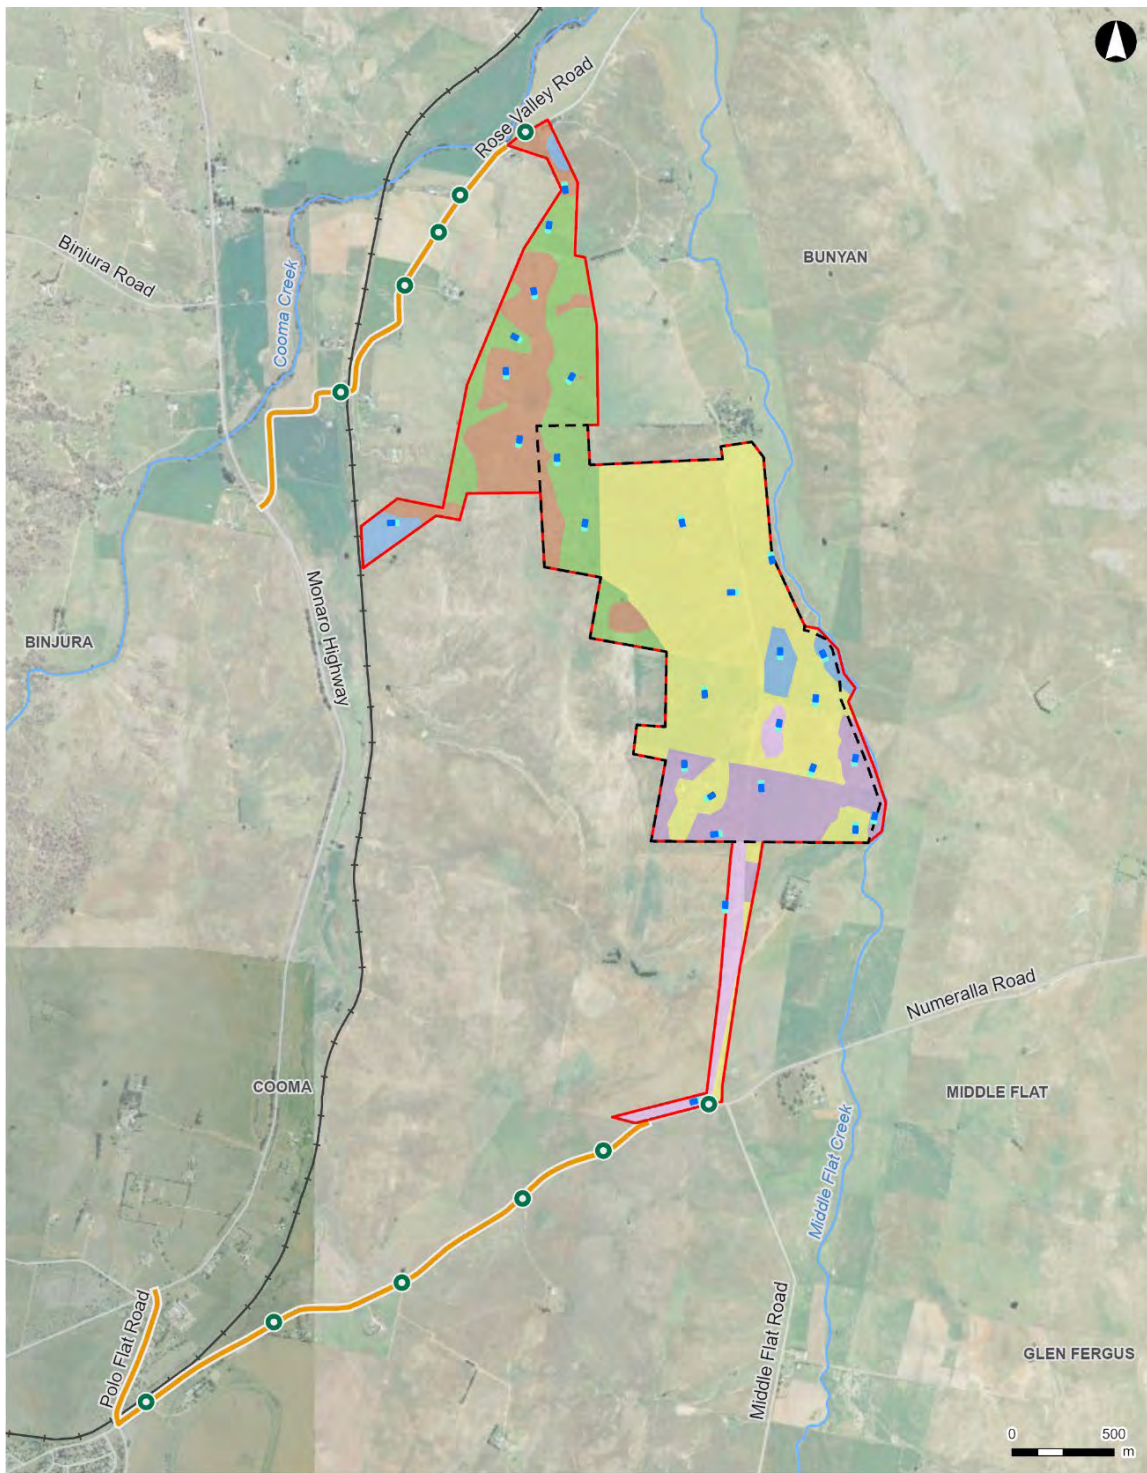 Rose Valley Road
BUNYAN
Binjura Road
Cooma Creek
Monaro Highway
BINJURA
Numeralla Road
COOMA
MIDDLE FLAT
Middle Flat Creek
Polo Flat Road
Middle Flat Road
GLEN FERGUS
0 500
m